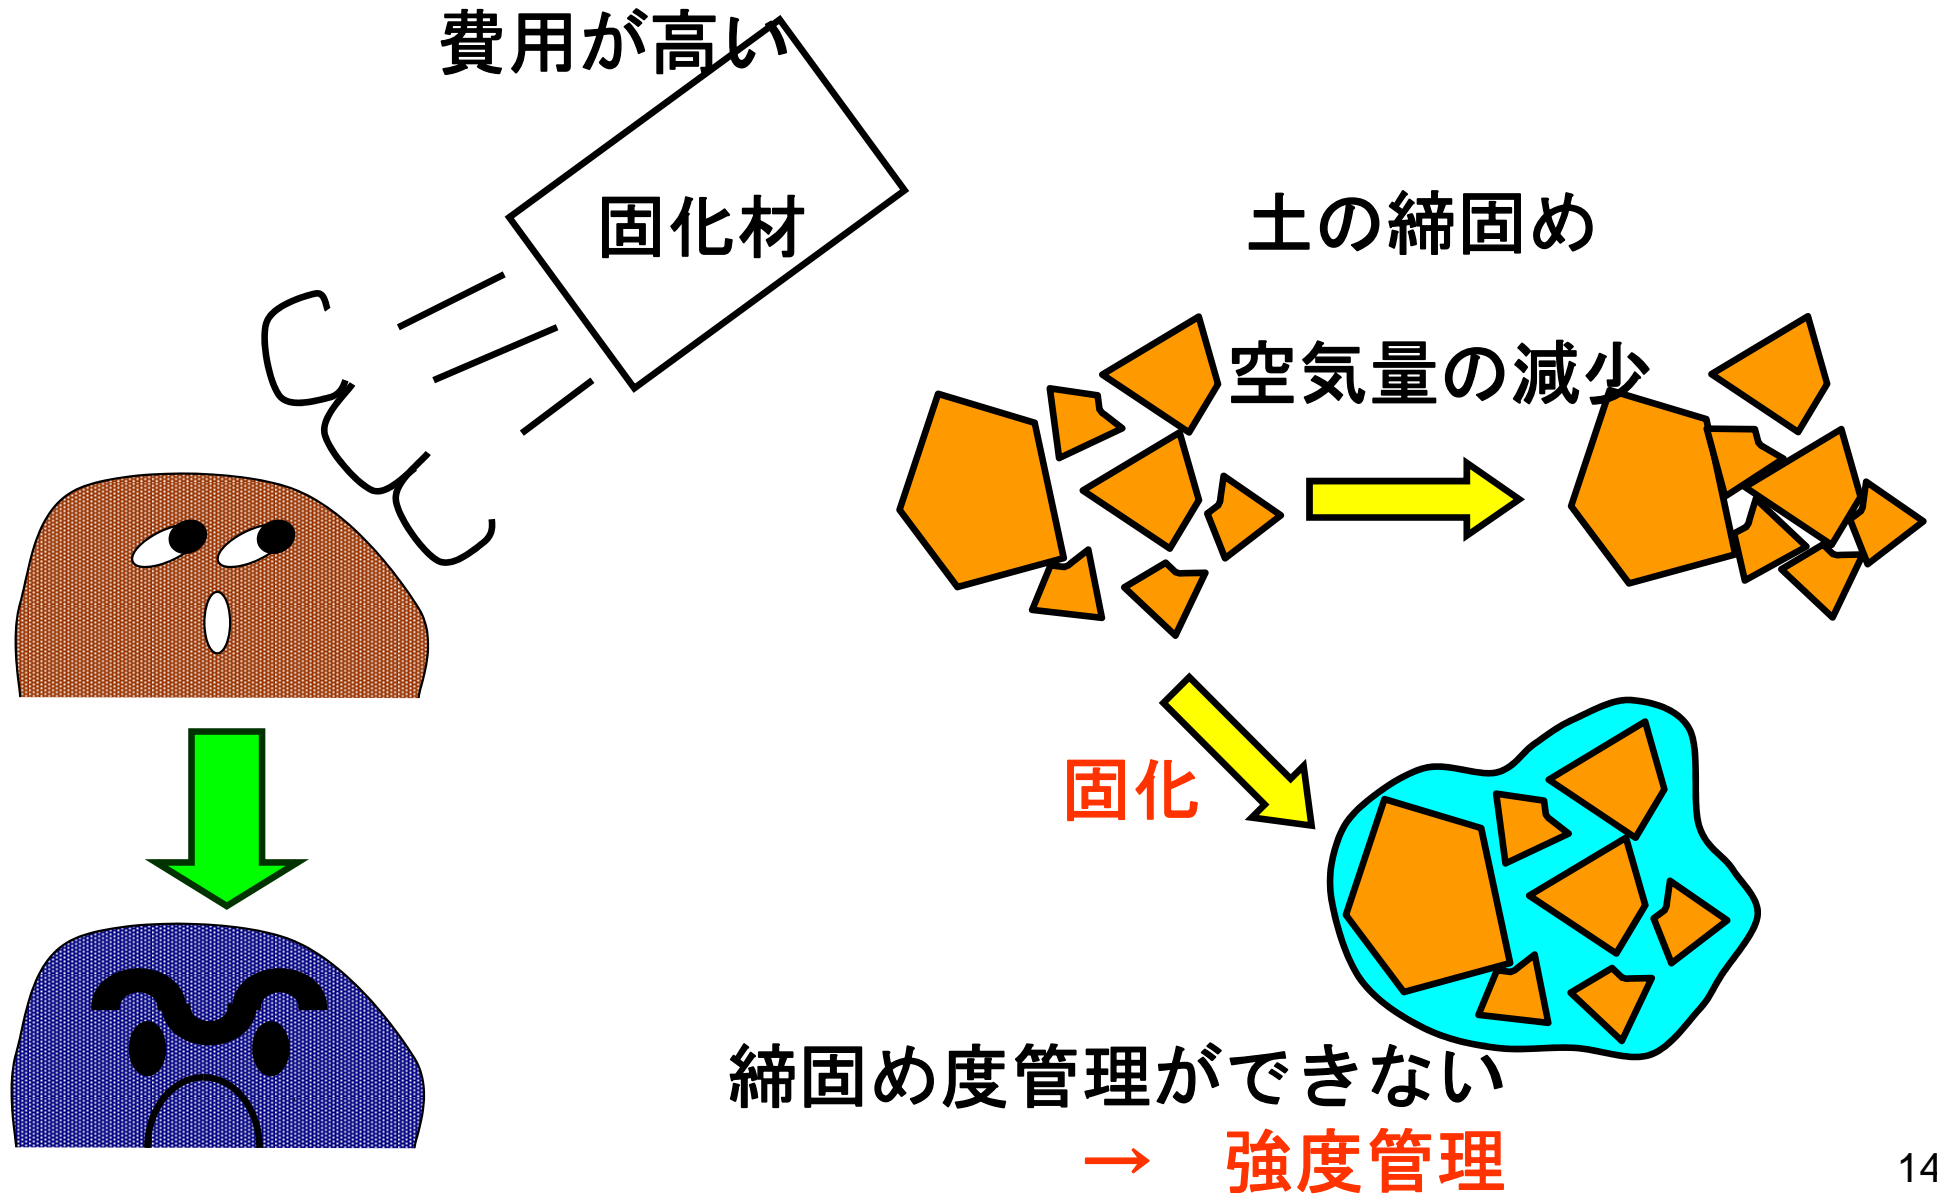 費用が高い
固化材
土の締固め
空気量の減少
固化
締固め度管理ができない
→ 強度管理
14